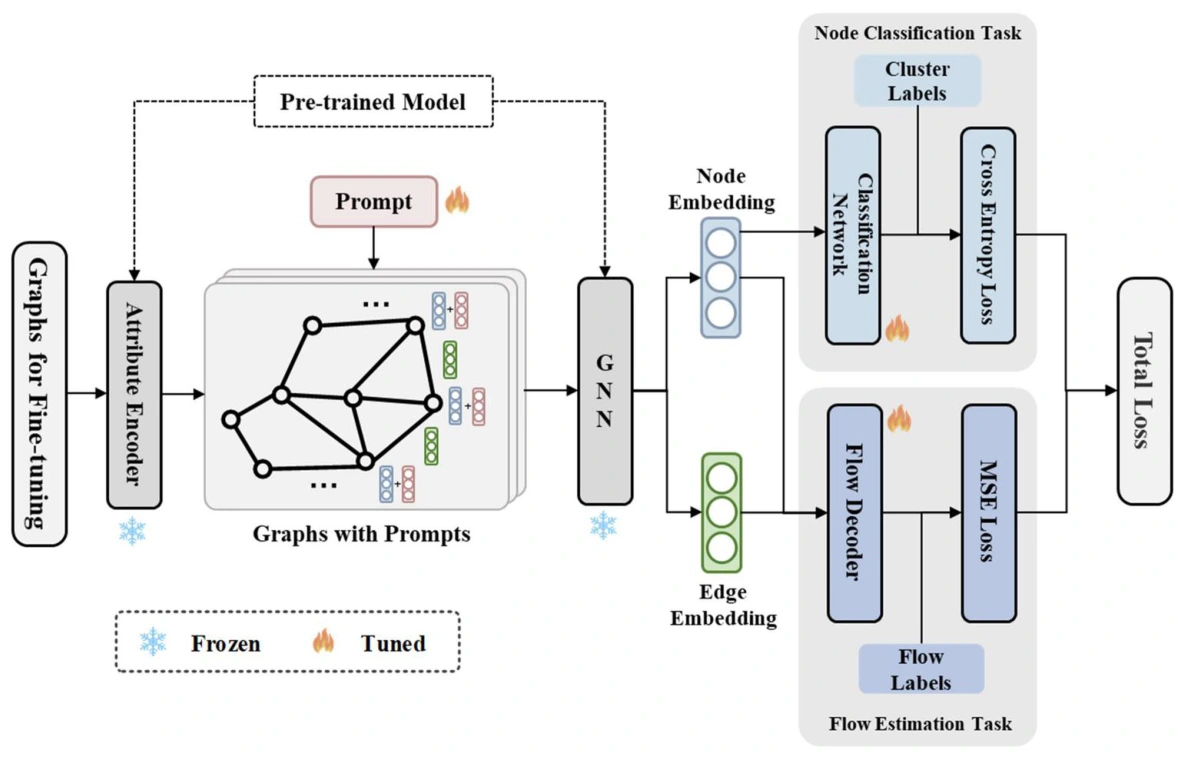 Node Classification Task
Cluster
Labels
Pre-trained Model
Prompt
Node
Embedding
Classification
Network
Cross Entropy Loss
Graphs for Fine-tuning
Attribute Encoder
...
+
+
+
...
G
N
N
Total Loss
Graphs with Prompts
Flow Decoder
MSE Loss
Edge
Embedding
Frozen
Tuned
Flow
Labels
Flow Estimation Task